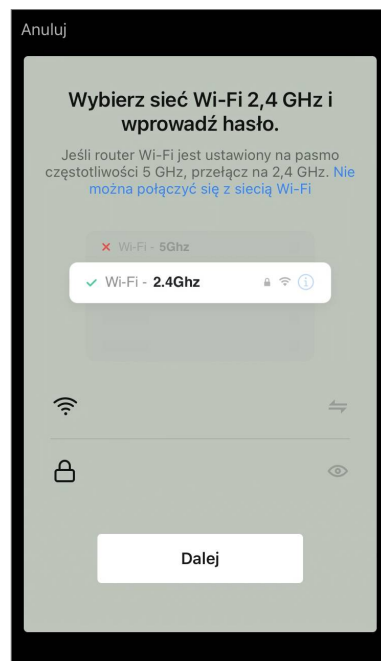 Anuluj
Wybierz sieć Wi-Fi 2,4 GHz i
wprowadź hasło.
Jeśli router Wi-Fi jest ustawiony na pasmo
częstotliwości 5 GHz, przełącz na 2,4 GHz. Nie
można połączyć się z siecią Wi-Fi
Wi-Fi - 5Ghz
Wi-Fi - 2.4Ghz
Dalej